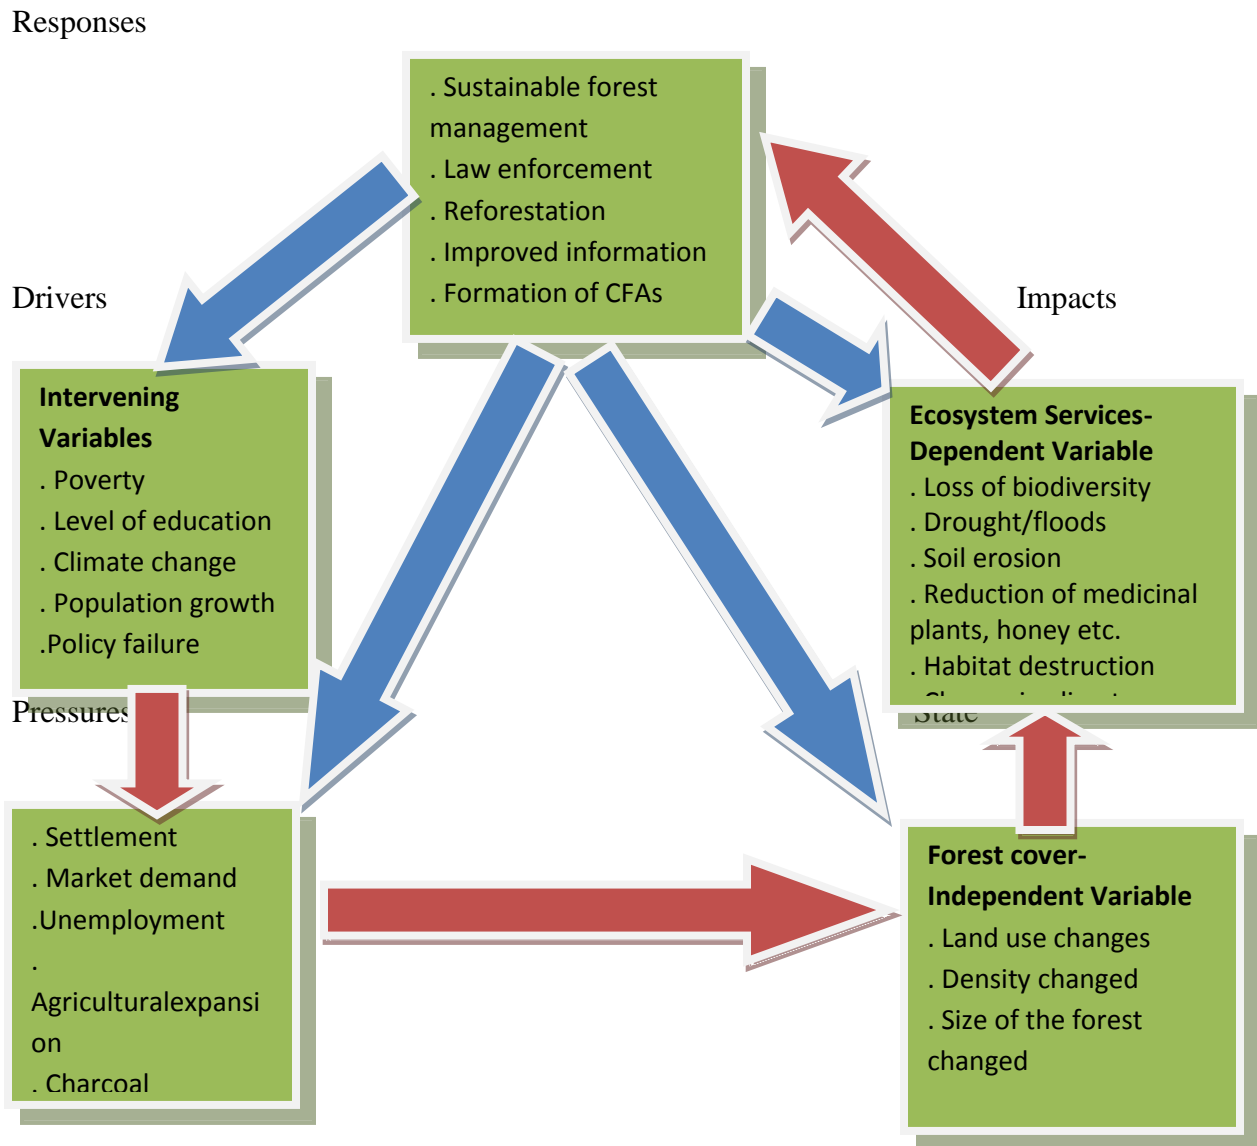 Responses
. Sustainable forest
management
. Law enforcement
. Reforestation
. Improved information
. Formation of CFAs
Drivers
Impacts
Intervening
Variables
. Poverty
. Level of education
. Climate change
. Population growth
.Policy failure
Ecosystem Services-
Dependent Variable
. Loss of biodiversity
. Drought/floods
. Soil erosion
. Reduction of medicinal
plants, honey etc.
. Habitat destruction
Pressures
State
. Settlement
. Market demand
.Unemployment
.
Agriculturalexpansi
on
. Charcoal
Forest cover-
Independent Variable
. Land use changes
. Density changed
. Size of the forest
changed